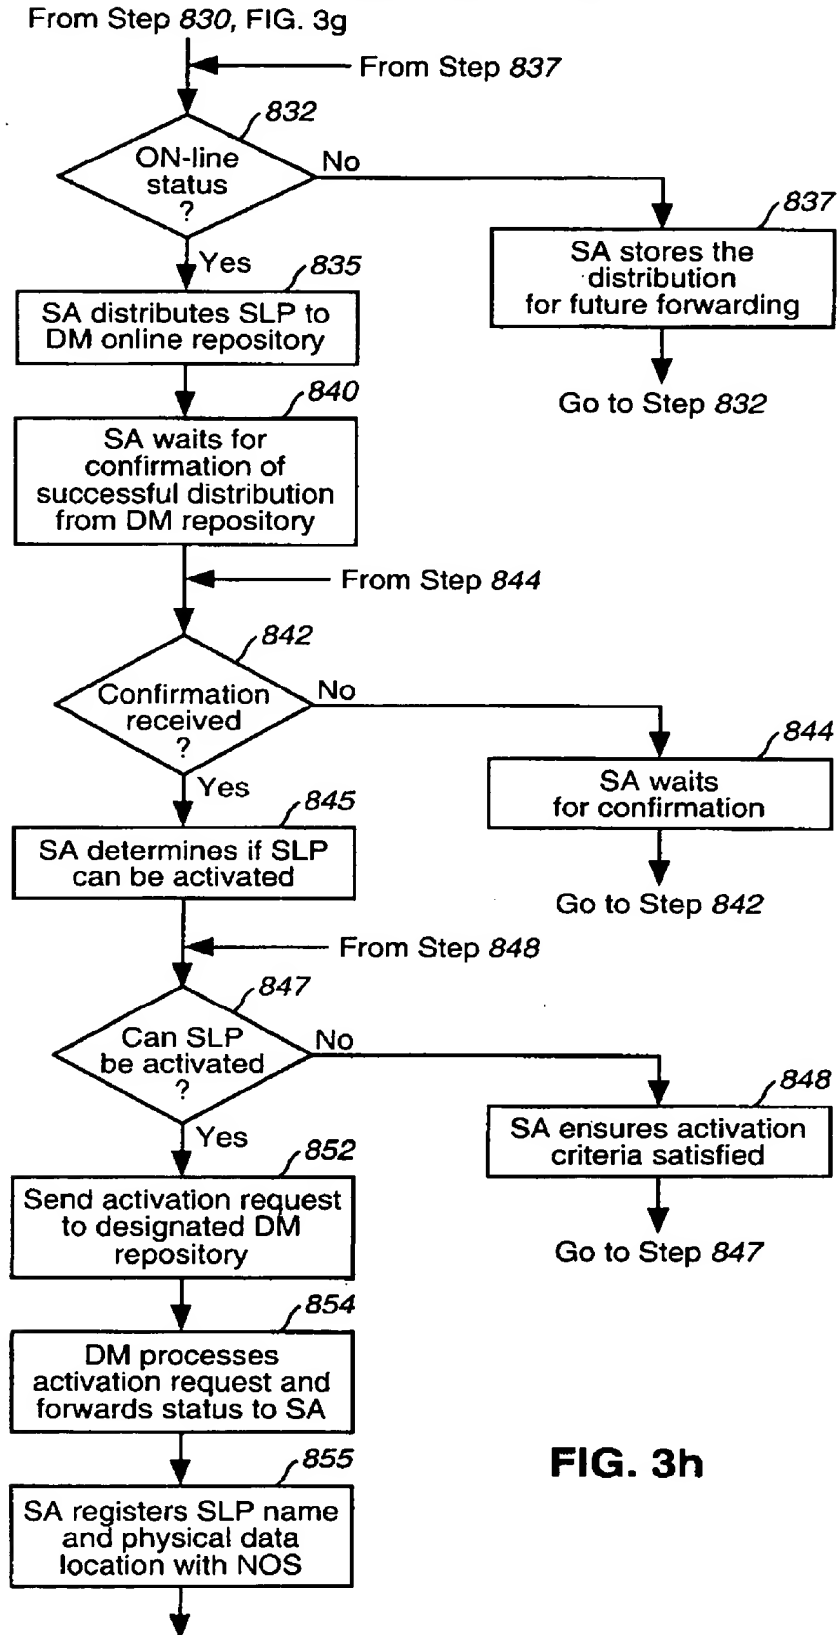 From Step 830, FIG. 3g
From Step 837
832
ON-line
status
?
No
Yes
837
SA stores the
distribution
for future forwarding
Go to Step 832
835
SA distributes SLP to
DM online repository
840
SA waits for
confirmation of
successful distribution
from DM repository
From Step 844
842
Confirmation
received
?
No
Yes
844
SA waits
for confirmation
Go to Step 842
845
SA determines if SLP
can be activated
From Step 848
847
Can SLP
be activated
?
No
Yes
848
SA ensures activation
criteria satisfied
Go to Step 847
852
Send activation request
to designated DM
repository
854
DM processes
activation request and
forwards status to SA
855
SA registers SLP name
and physical data
location with NOS
FIG. 3h